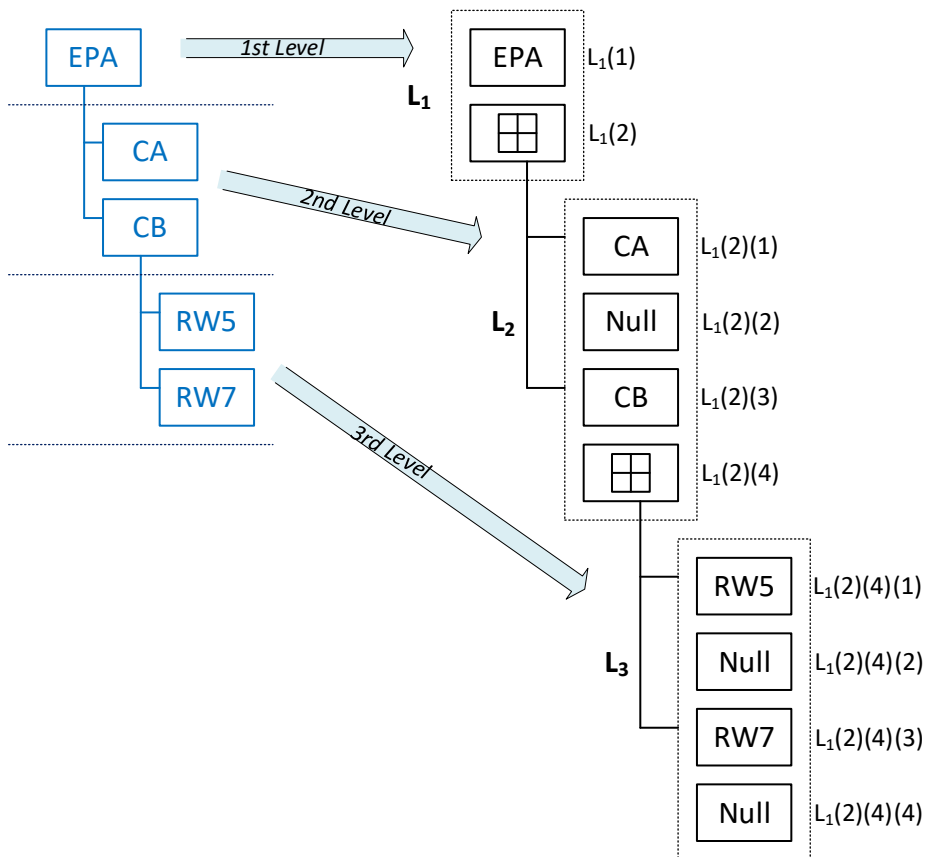 EPA
CA
CB
RW5
RW7
1st Level
2nd Level
3rd Level
L₁
EPA L₁(1)
L₁(2)
L₂
CA L₁(2)(1)
Null L₁(2)(2)
CB L₁(2)(3)
L₁(2)(4)
L₃
RW5 L₁(2)(4)(1)
Null L₁(2)(4)(2)
RW7 L₁(2)(4)(3)
Null L₁(2)(4)(4)